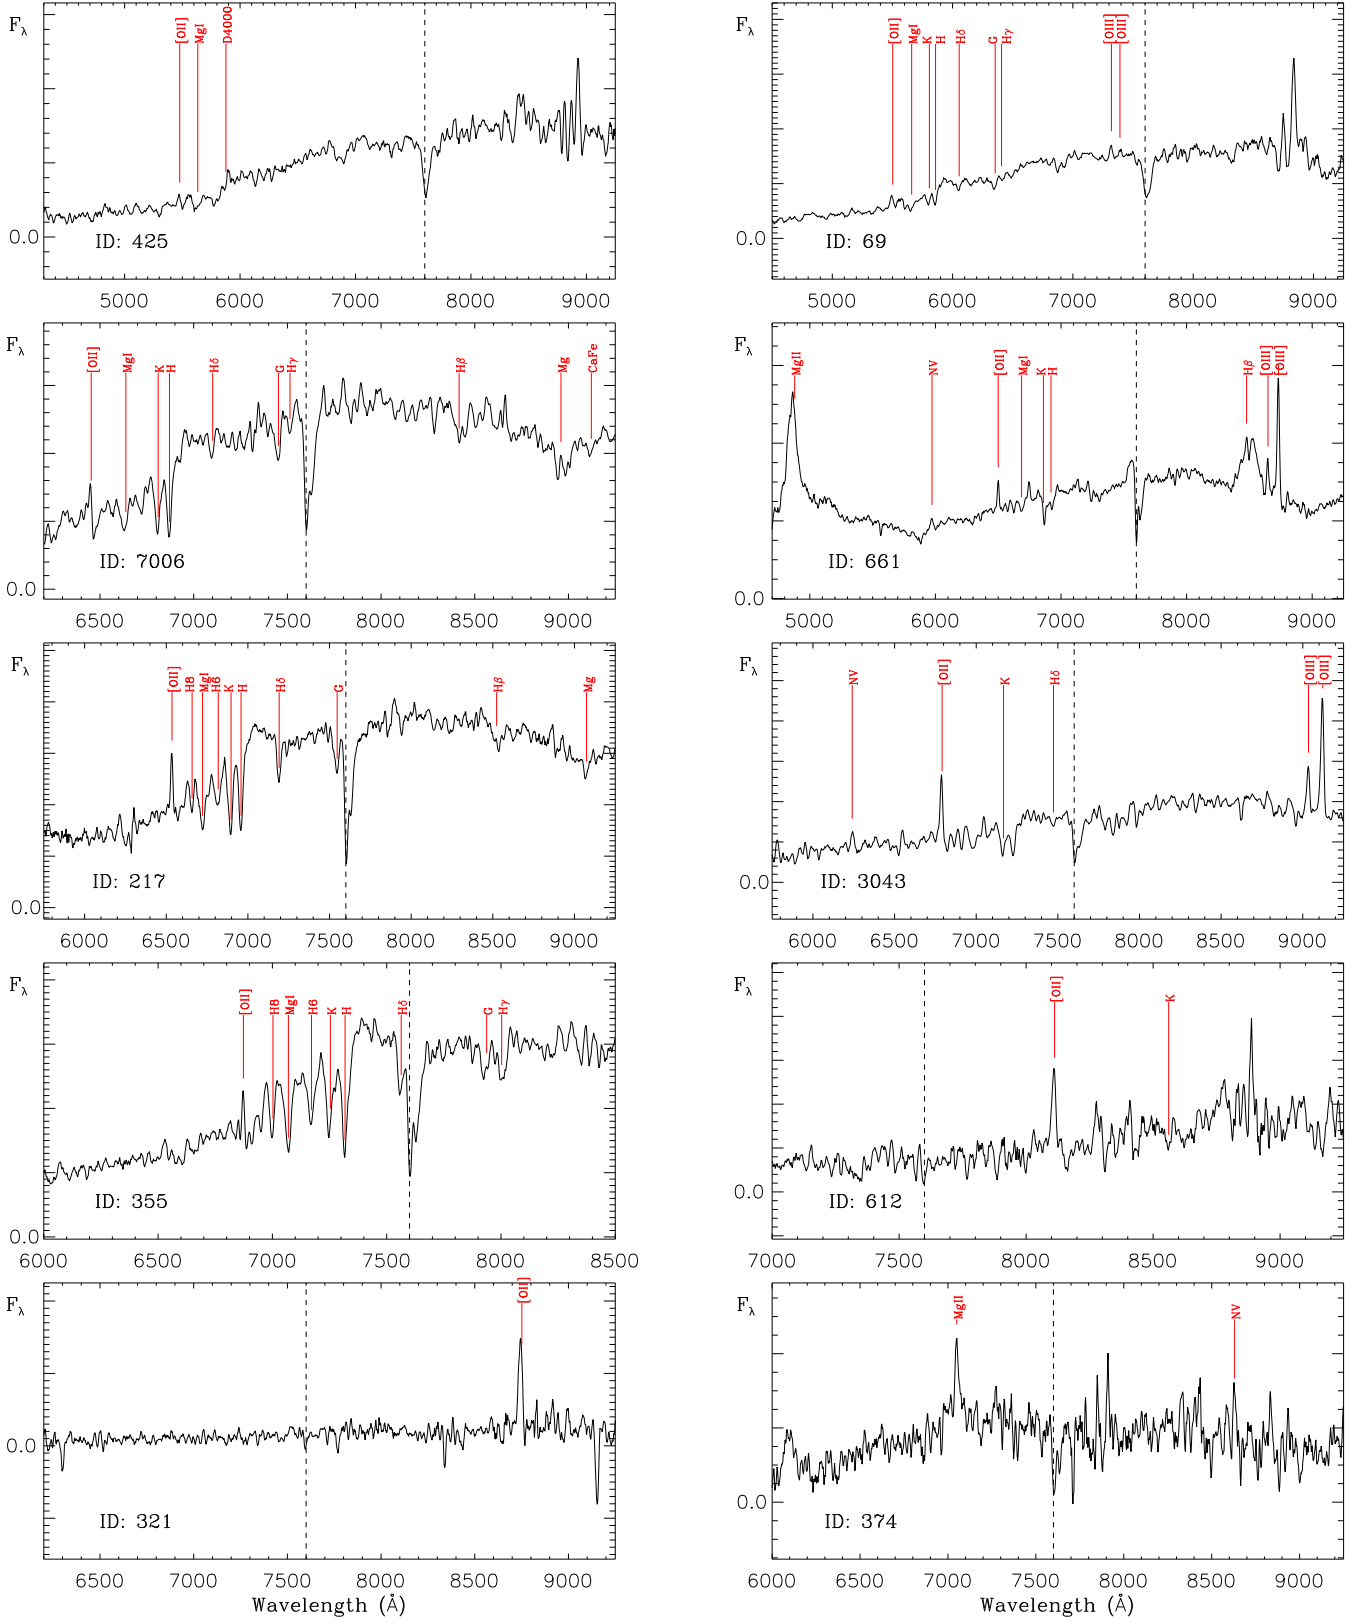 Fλ
[OII] MgI D4000
0.0
ID: 425
5000 6000 7000 8000 9000
Fλ
[OII] MgI K H Hδ G Hγ [OIII] [OIII]
0.0
ID: 69
5000 6000 7000 8000 9000
Fλ
[OII] MgI K H Hδ G Hγ Hβ Mg CaFe
0.0
ID: 7006
6500 7000 7500 8000 8500 9000
Fλ
MgII NV [OII] MgI K H Hβ [OIII] [OIII]
0.0
ID: 661
5000 6000 7000 8000 9000
Fλ
[OII] H8 MgI H6 K H Hδ G Hβ Mg
0.0
ID: 217
6000 6500 7000 7500 8000 8500 9000
Fλ
NV [OII] K Hδ [OIII] [OIII]
0.0
ID: 3043
6000 6500 7000 7500 8000 8500 9000
Fλ
[OII] H8 MgI H6 K H Hδ G Hγ
0.0
ID: 355
6000 6500 7000 7500 8000 8500
Fλ
[OII] K
0.0
ID: 612
7000 7500 8000 8500 9000
Fλ
[OII]
0.0
ID: 321
6500 7000 7500 8000 8500 9000
Wavelength (Å)
Fλ
MgII NV
0.0
ID: 374
6000 6500 7000 7500 8000 8500 9000
Wavelength (Å)